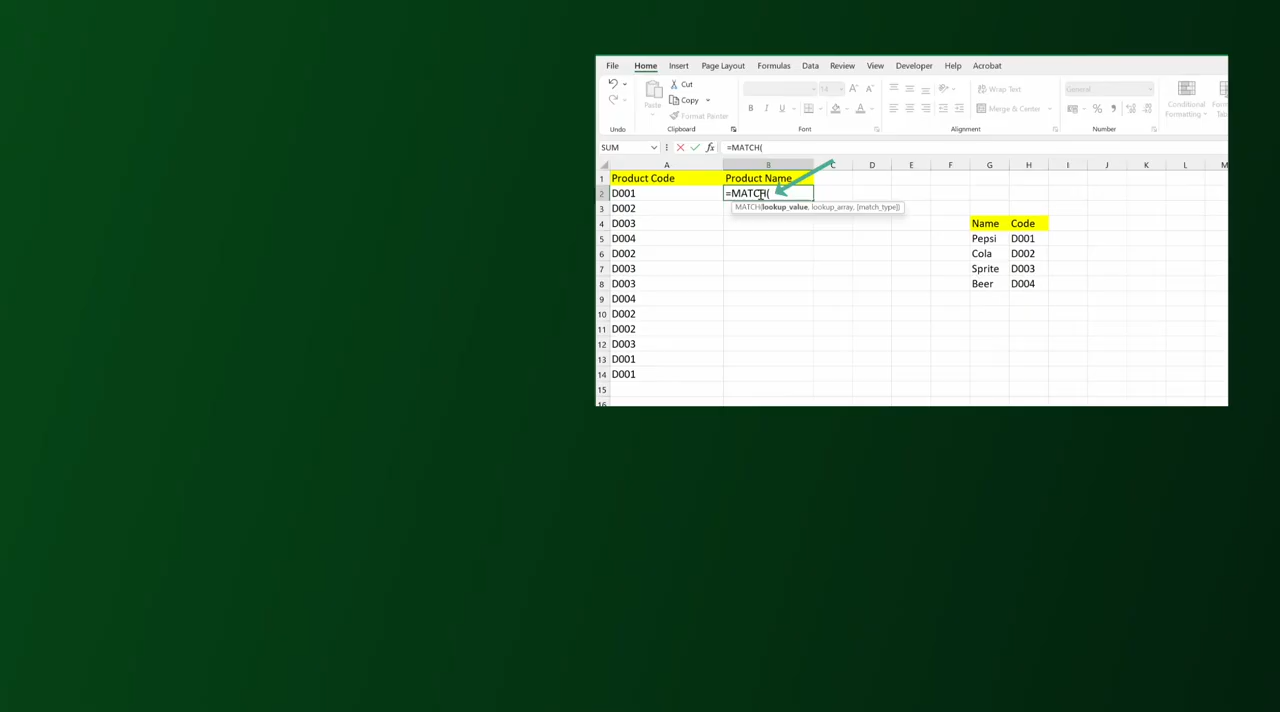 File Home Insert Page Layout Formulas Data Review View Developer Help Acrobat
Cut
Copy
Format Painter
Paste
14
A A
B I U A
Wrap Text
Merge & Center
General
% 9
Conditional
Formatting
Undo Clipboard Font Alignment Number
SUM fx =MATCH(
A B C D E F G H I J K L M
1 Product Code Product Name
2 D001 =MATCH(
MATCH(lookup_value, lookup_array, [match_type])
3 D002
4 D003 Name Code
5 D004 Pepsi D001
6 D002 Cola D002
7 D003 Sprite D003
8 D003 Beer D004
9 D004
10 D002
11 D002
12 D003
13 D001
14 D001
15